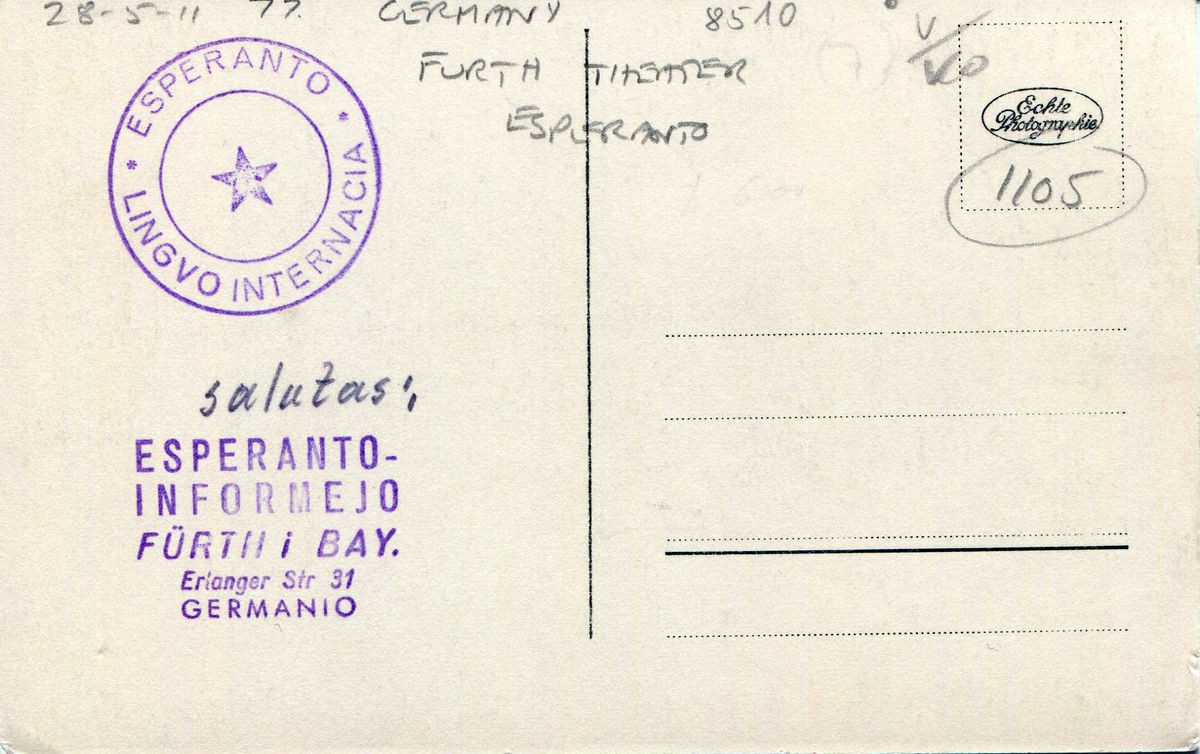 28-5-11 77. GERMANY 8510
FURTH THEATER
ESPERANTO
* ESPERANTO *
LINGVO INTERNACIA
Echte
Photographie
1105
salutas:
ESPERANTO-
INFORMEJO
FÜRTH i BAY.
Erlanger Str 31
GERMANIO